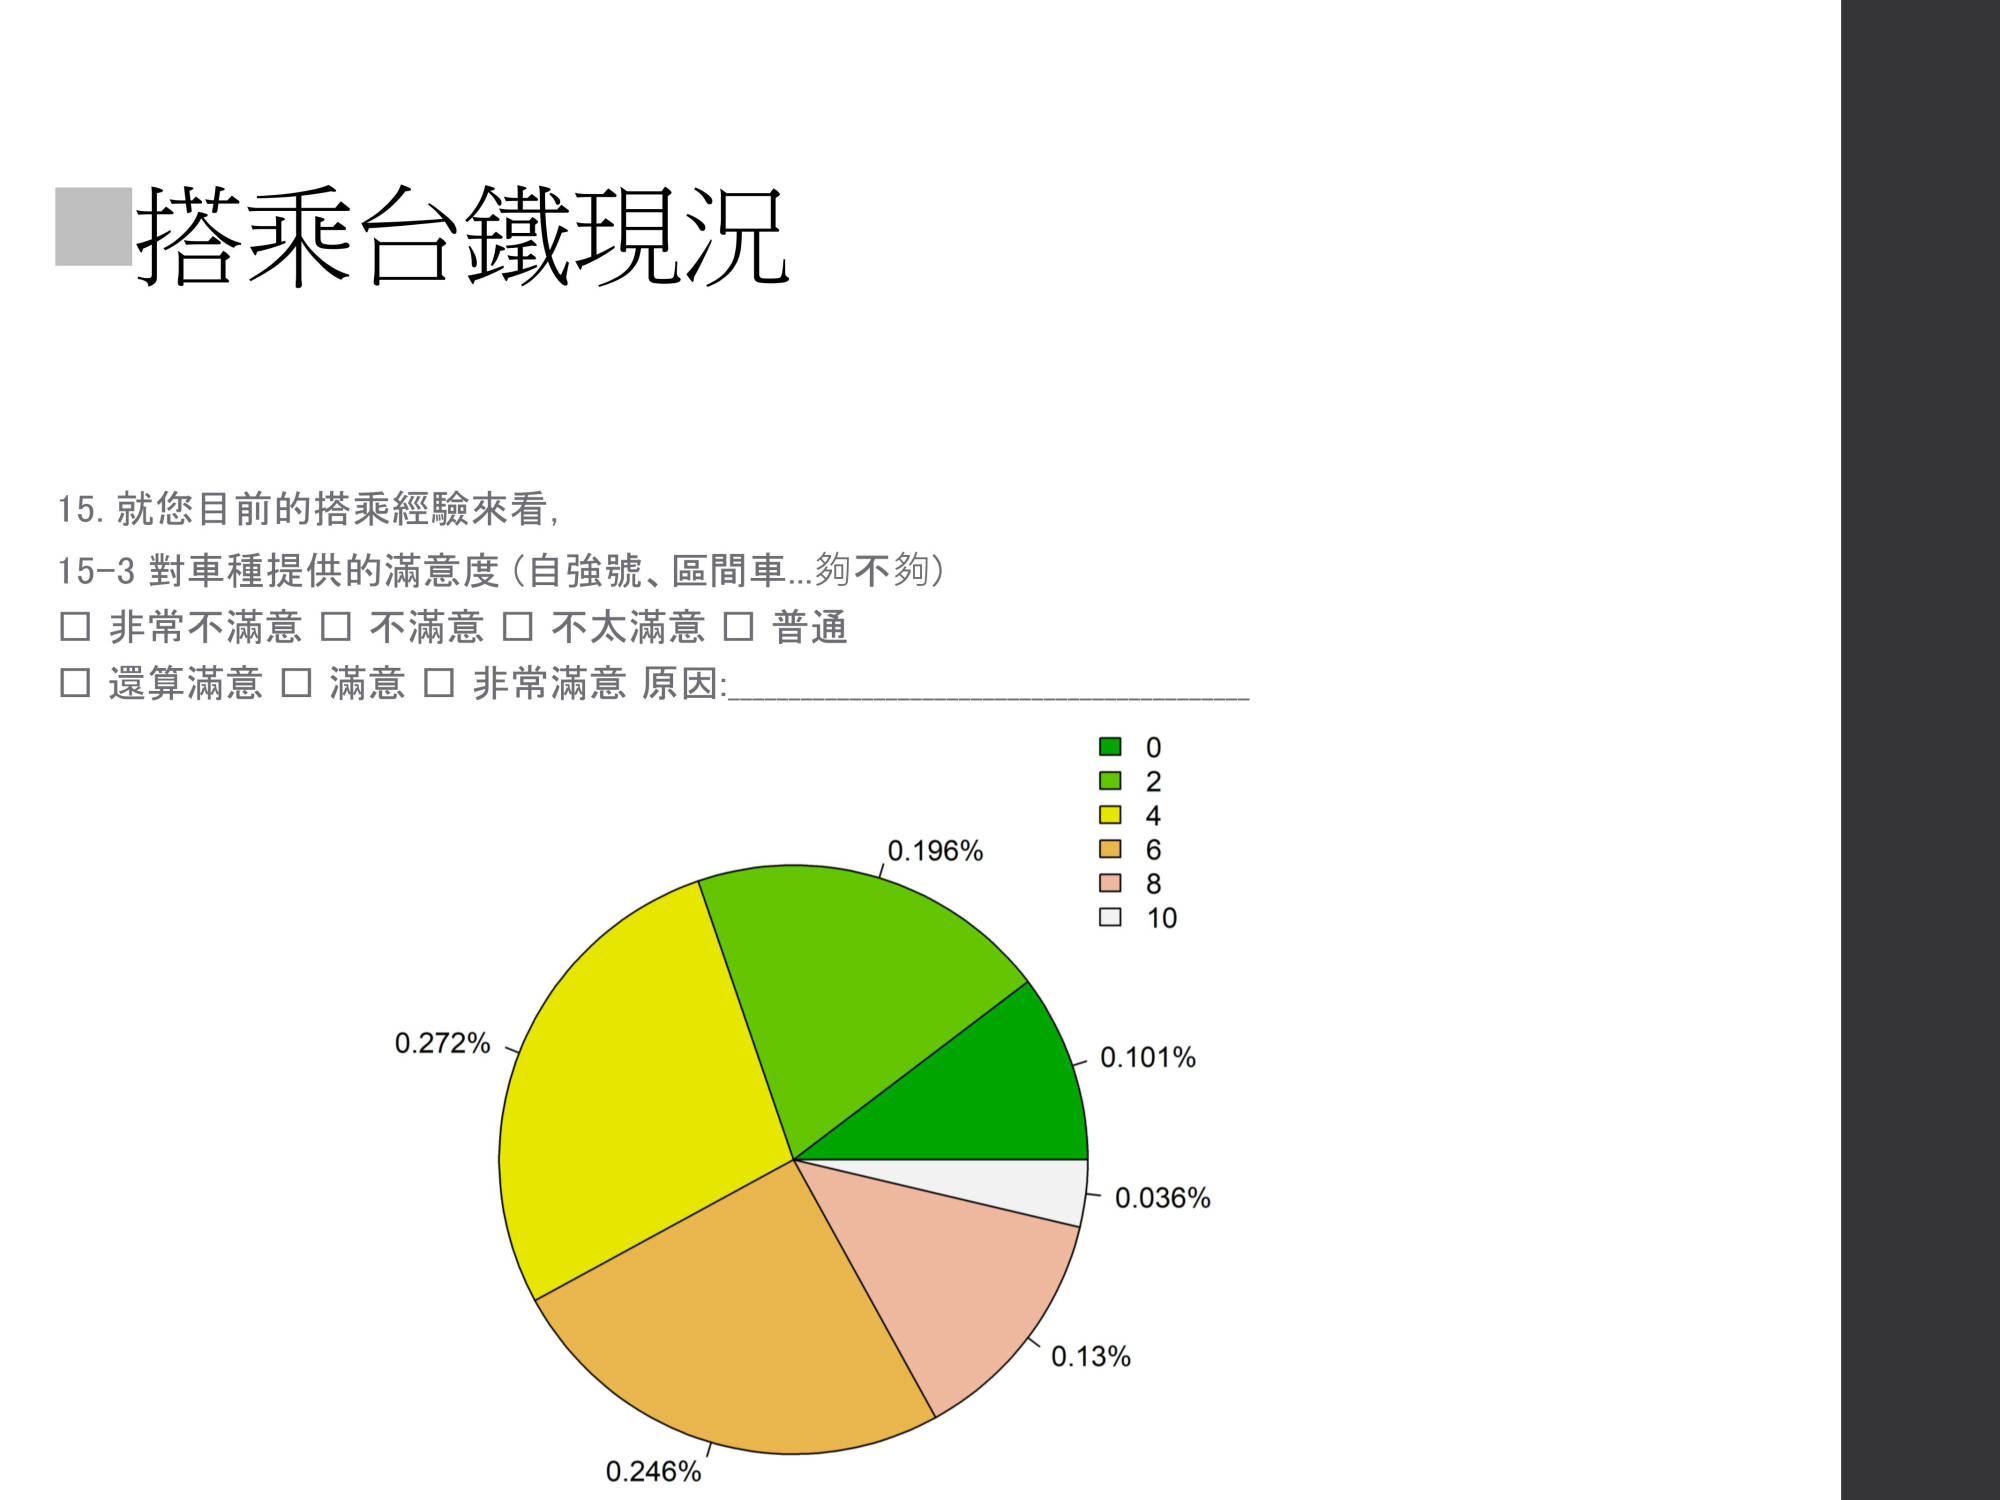 搭乘台鐵現況
15. 就您目前的搭乘經驗來看,
15-3 對車種提供的滿意度 (自強號、區間車...夠不夠)
□ 非常不滿意 □ 不滿意 □ 不太滿意 □ 普通
□ 還算滿意 □ 滿意 □ 非常滿意 原因:___________________________________________
0
2
4
6
8
10
0.196%
0.272%
0.101%
0.036%
0.13%
0.246%